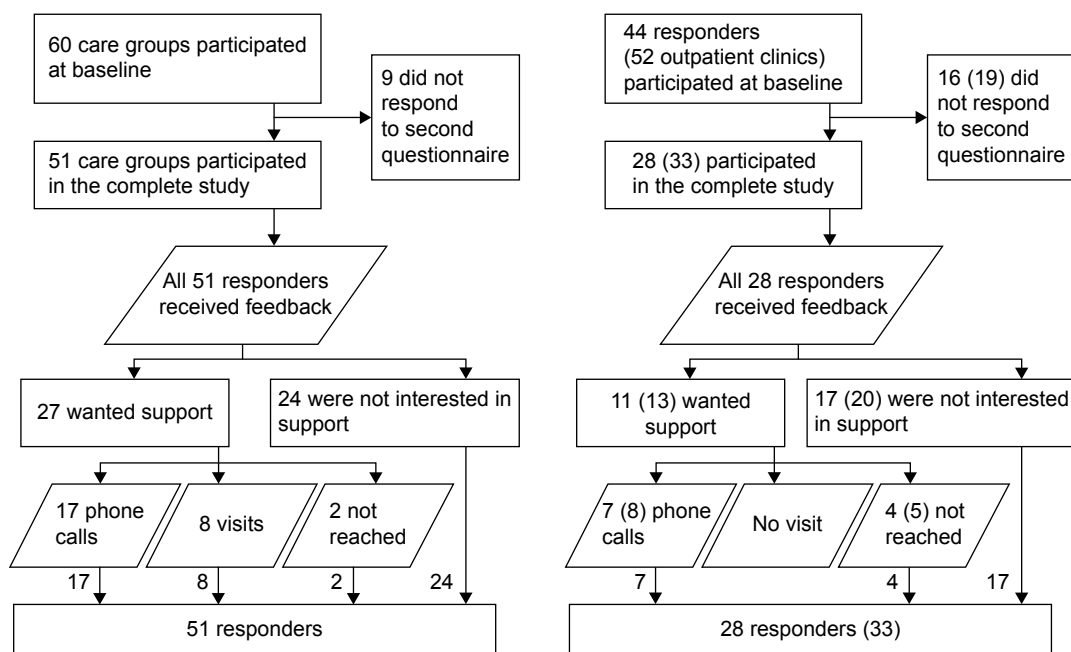 60 care groups participated
at baseline
9 did not
respond
to second
questionnaire
51 care groups participated
in the complete study
All 51 responders
received feedback
27 wanted support
24 were not interested in
support
17 phone
calls
8 visits
2 not
reached
17
8
2
24
51 responders
44 responders
(52 outpatient clinics)
participated at baseline
16 (19) did
not respond
to second
questionnaire
28 (33) participated
in the complete study
All 28 responders
received feedback
11 (13) wanted
support
17 (20) were not interested
in support
7 (8) phone
calls
No visit
4 (5) not
reached
7
4
17
28 responders (33)